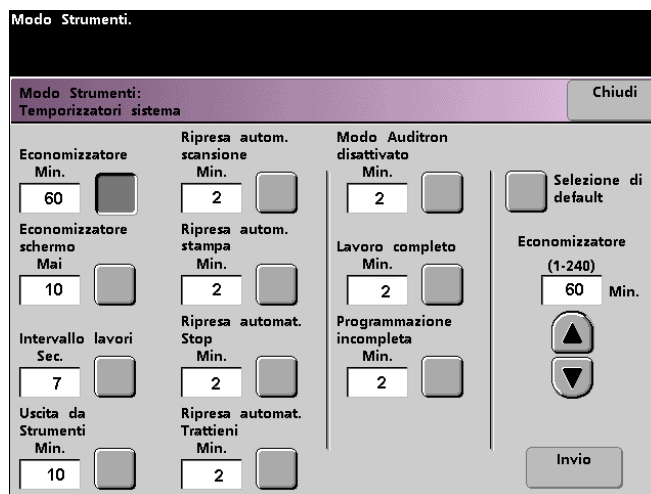 Modo Strumenti.
Modo Strumenti:
Temporizzatori sistema
Chiudi
Economizzatore
Min.
60
Economizzatore
schermo
Mai
10
Intervallo lavori
Sec.
7
Uscita da
Strumenti
Min.
10
Ripresa autom.
scansione
Min.
2
Ripresa autom.
stampa
Min.
2
Ripresa automat.
Stop
Min.
2
Ripresa automat.
Trattieni
Min.
2
Modo Auditron
disattivato
Min.
2
Lavoro completo
Min.
2
Programmazione
incompleta
Min.
2
Selezione di
default
Economizzatore
(1-240)
60 Min.
Invio